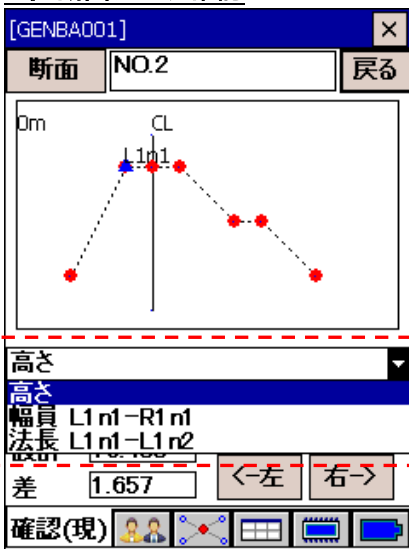 [GENBA001]
断面 NO.2 戻る
0m CL
L1n1
高さ
高さ
幅員 L1n1-R1n1
法長 L1n1-L1n2
差 1.657 <-左 右->
確認(現)